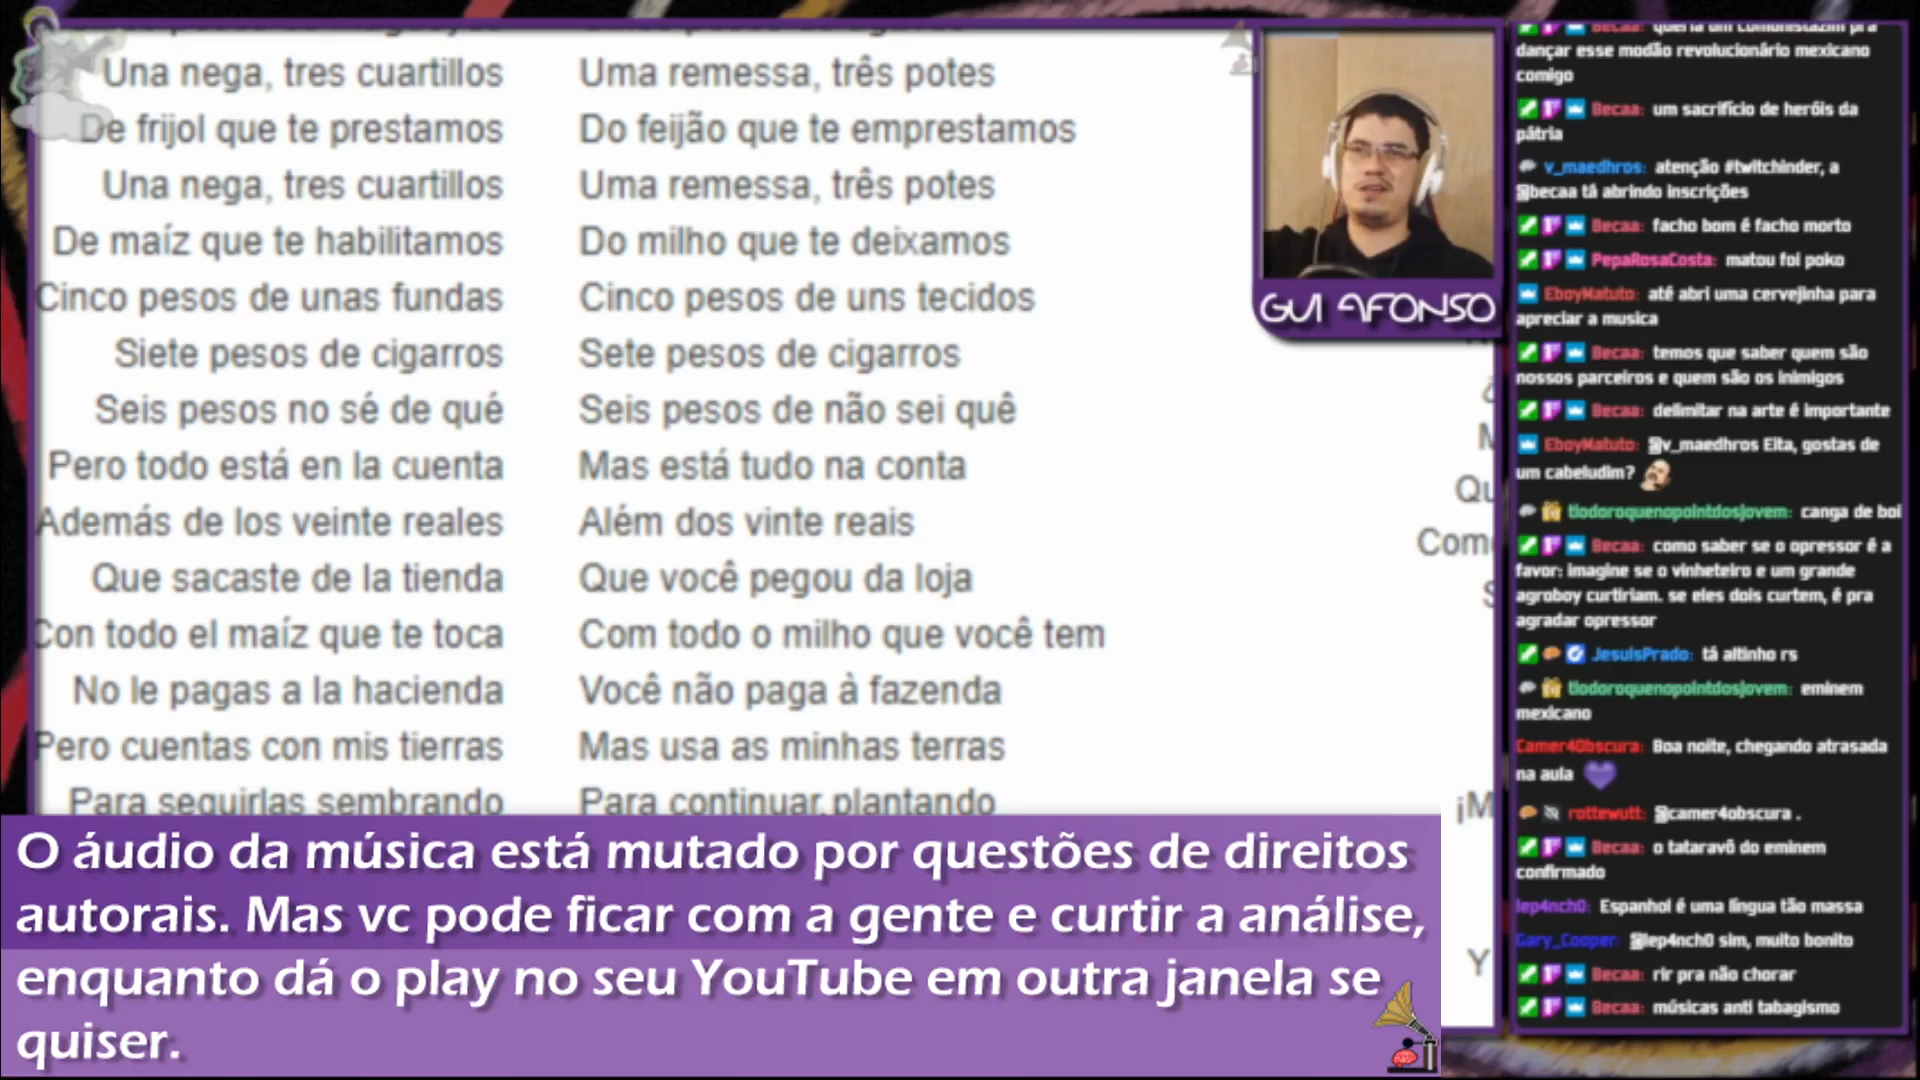 Una nega, tres cuartillos
De frijol que te prestamos
Una nega, tres cuartillos
De maíz que te habilitamos
Cinco pesos de unas fundas
Siete pesos de cigarros
Seis pesos no sé de qué
Pero todo está en la cuenta
Además de los veinte reales
Que sacaste de la tienda
Con todo el maíz que te toca
No le pagas a la hacienda
Pero cuentas con mis tierras
Para seguirlas sembrando
Uma remessa, três potes
Do feijão que te emprestamos
Uma remessa, três potes
Do milho que te deixamos
Cinco pesos de uns tecidos
Sete pesos de cigarros
Seis pesos de não sei quê
Mas está tudo na conta
Além dos vinte reais
Que você pegou da loja
Com todo o milho que você tem
Você não paga à fazenda
Mas usa as minhas terras
Para continuar plantando
GUI AFONSO
Qu
Com
¡M
Y
O áudio da música está mutado por questões de direitos
autorais. Mas vc pode ficar com a gente e curtir a análise,
enquanto dá o play no seu YouTube em outra janela se
quiser.
Becaa: queria um comunistazim pra
dançar esse modão revolucionário mexicano
comigo
Becaa: um sacrifício de heróis da
pátria
v_maedhros: atenção #twitchinder, a
@becaa tá abrindo inscrições
Becaa: facho bom é facho morto
PepaRosaCosta: matou foi poko
EboyMatuto: até abri uma cervejinha para
apreciar a musica
Becaa: temos que saber quem são
nossos parceiros e quem são os inimigos
Becaa: delimitar na arte é importante
EboyMatuto: @v_maedhros Eita, gostas de
um cabeludim?
tiodoroquenopointdosjovem: canga de boi
Becaa: como saber se o opressor é a
favor: imagine se o vinheteiro e um grande
agroboy curtiriam. se eles dois curtem, é pra
agradar opressor
JesuisPrado: tá altinho rs
tiodoroquenopointdosjovem: eminem
mexicano
Camer4Obscura: Boa noite, chegando atrasada
na aula
rottewutt: @camer4obscura .
Becaa: o tataravô do eminem
confirmado
lep4nch0: Espanhol é uma língua tão massa
Gary_Cooper: @lep4nch0 sim, muito bonito
Becaa: rir pra não chorar
Becaa: músicas anti tabagismo